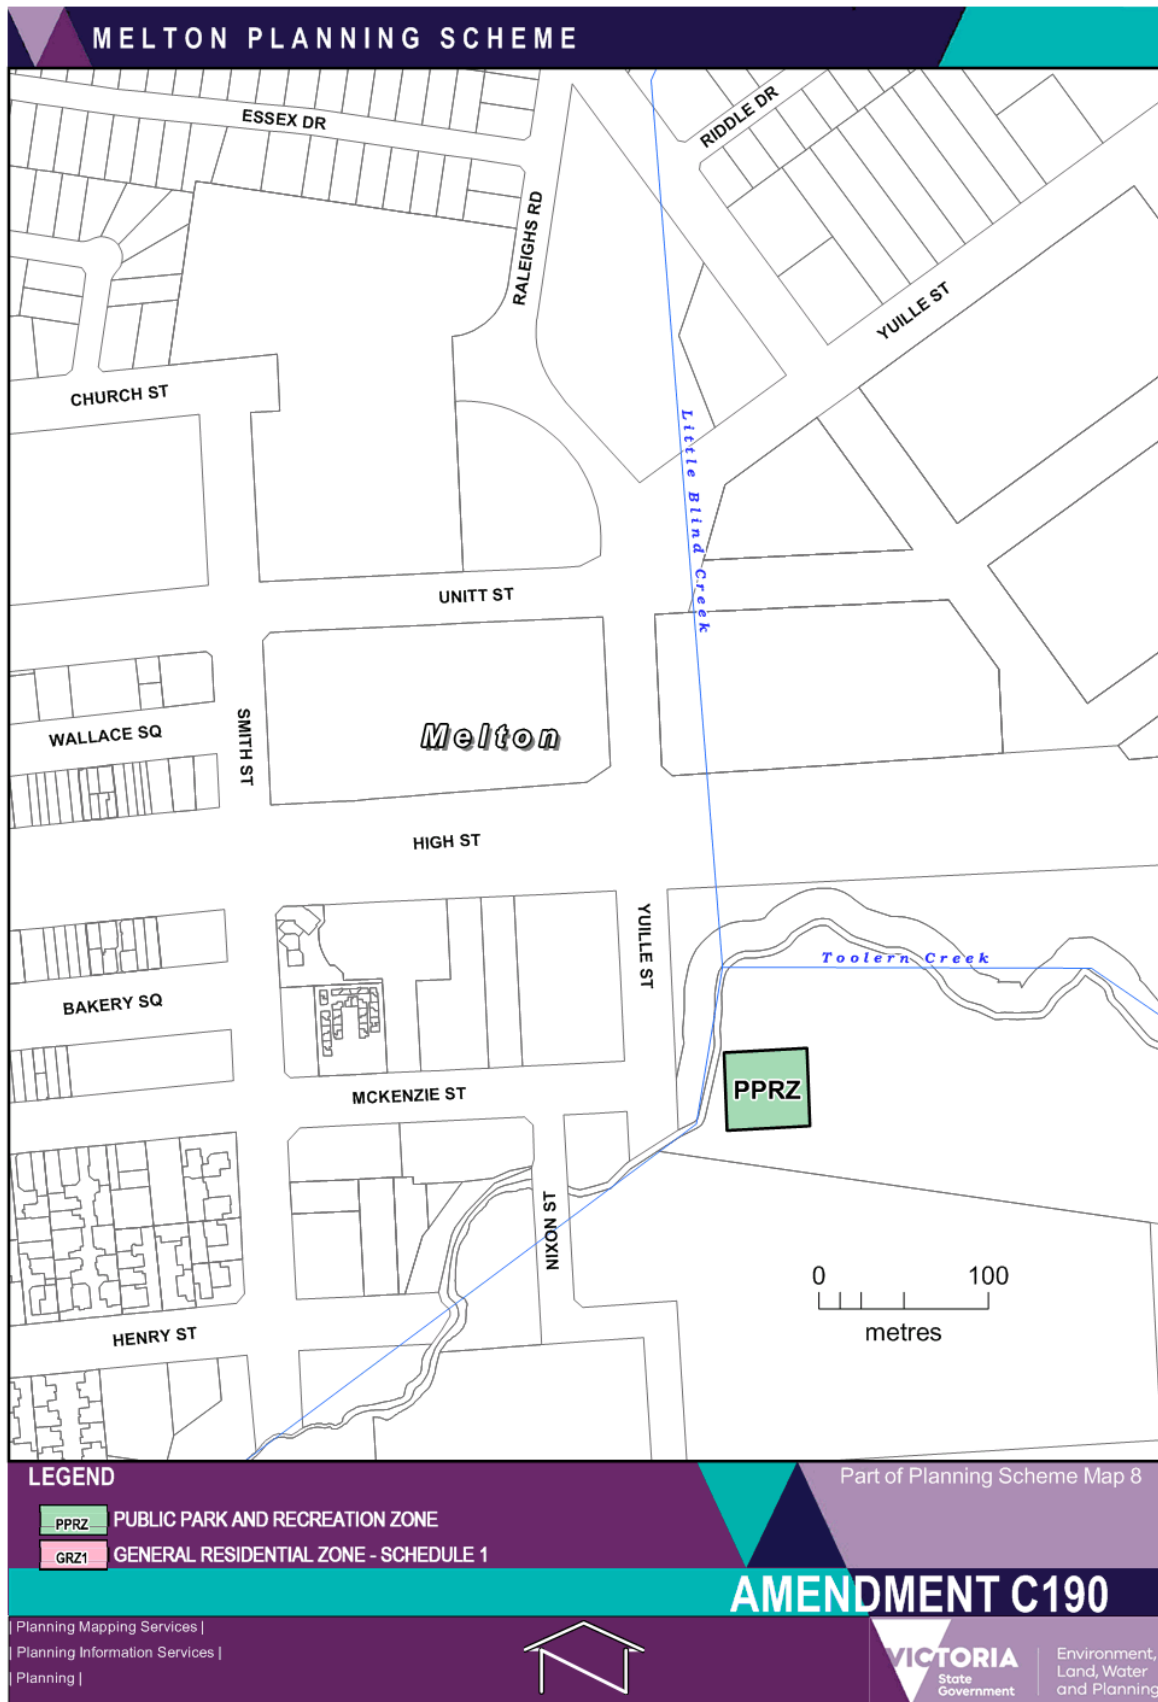 MELTON PLANNING SCHEME
ESSEX DR
RIDDLE DR
RALEIGHS RD
YUILLE ST
CHURCH ST
Little Blind Creek
UNITT ST
SMITH ST
WALLACE SQ
Melton
HIGH ST
YUILLE ST
Toolern Creek
BAKERY SQ
PPRZ
MCKENZIE ST
NIXON ST
0 100
metres
HENRY ST
LEGEND
Part of Planning Scheme Map 8
PPRZ PUBLIC PARK AND RECREATION ZONE
GRZ1 GENERAL RESIDENTIAL ZONE - SCHEDULE 1
AMENDMENT C190
| Planning Mapping Services |
| Planning Information Services |
| Planning |
VICTORIA
State
Government
Environment,
Land, Water
and Planning